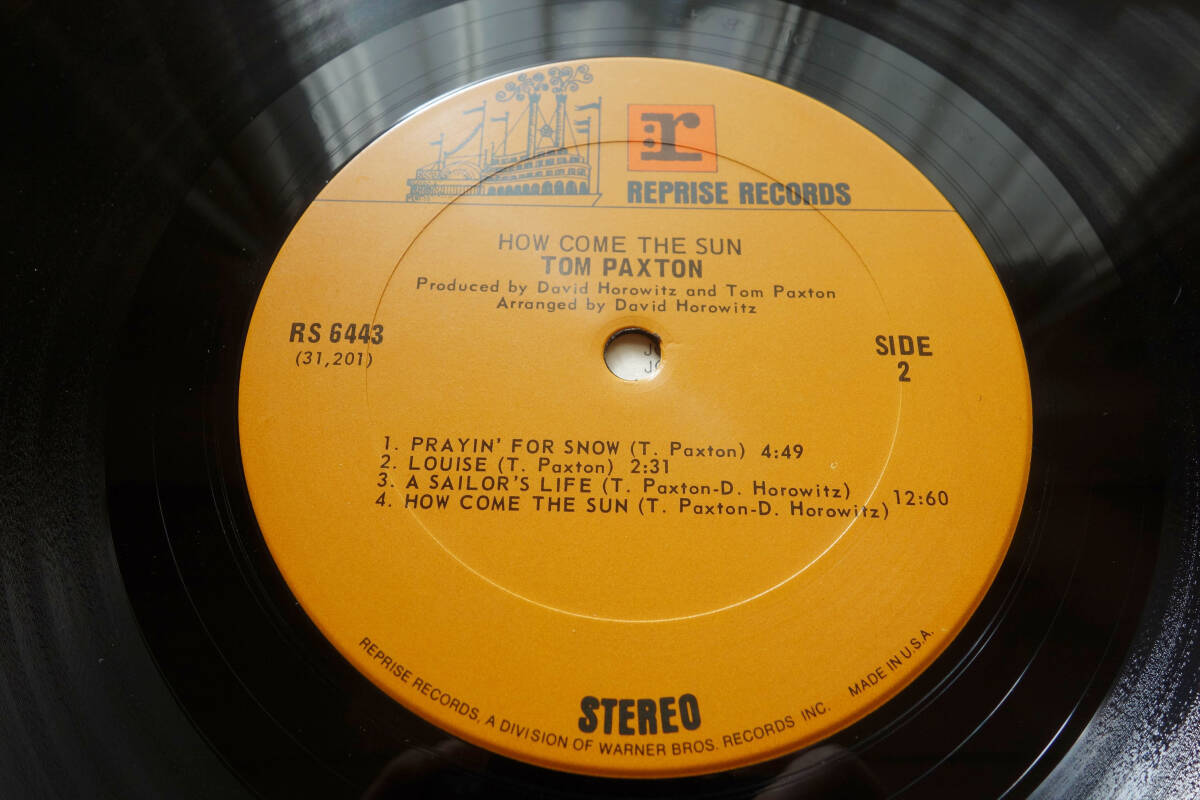 :r
REPRISE RECORDS
HOW COME THE SUN
TOM PAXTON
Produced by David Horowitz and Tom Paxton
Arranged by David Horowitz
RS 6443
(31,201)
SIDE
2
1. PRAYIN' FOR SNOW (T. Paxton) 4:49
2. LOUISE (T. Paxton) 2:31
3. A SAILOR'S LIFE (T. Paxton-D. Horowitz)
4. HOW COME THE SUN (T. Paxton-D. Horowitz) 12:60
STEREO
REPRISE RECORDS, A DIVISION OF WARNER BROS. RECORDS INC. MADE IN U.S.A.